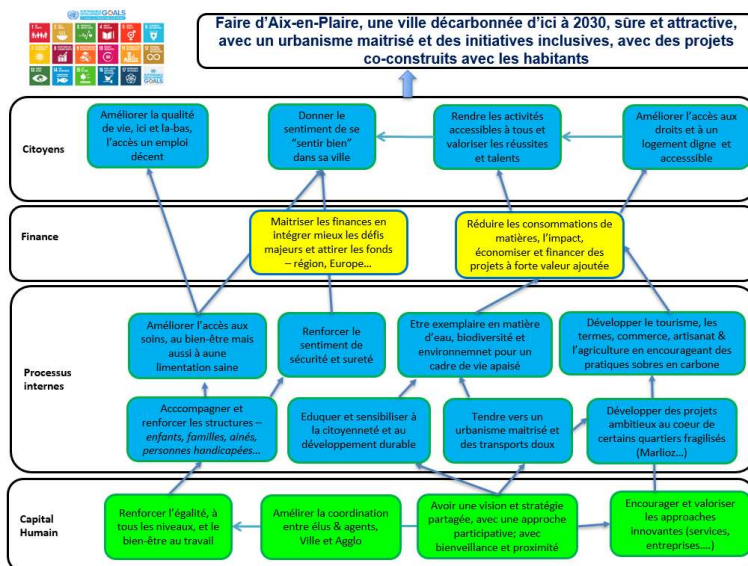 GOALS
Faire d'Aix-en-Plaire, une ville décarbonnée d'ici à 2030, sûre et attractive,
avec un urbanisme maitrisé et des initiatives inclusives, avec des projets
co-construits avec les habitants
Citoyens
Améliorer la qualité
de vie, ici et la-bas,
l'accès un emploi
décent
Donner le
sentiment de se
"sentir bien"
dans sa ville
Rendre les activités
accessibles à tous et
valoriser les réussites
et talents
Améliorer l'accès aux
droits et à un
logement digne et
accesssible
Finance
Maitriser les finances en
intégrer mieux les défis
majeurs et attirer les fonds
– région, Europe…
Réduire les consommations de
matières, l'impact,
économiser et financer des
projets à forte valeur ajoutée
Processus
internes
Améliorer l'accès aux
soins, au bien-être mais
aussi à aune
limentation saine
Renforcer le
sentiment de
sécurité et sureté
Etre exemplaire en matière
d'eau, biodiversité et
environnemnet pour un
cadre de vie apaisé
Développer le tourisme, les
termes, commerce, artisanat &
l'agriculture en encourageant des
pratiques sobres en carbone
Acccompagner et
renforcer les structures –
enfants, familles, ainés,
personnes handicapées…
Eduquer et sensibiliser à
la citoyenneté et au
développement durable
Tendre vers un
urbanisme maitrisé et
des transports doux
Développer des projets
ambitieux au coeur de
certains quartiers fragilisés
(Marlioz…)
Capital
Humain
Renforcer l'égalité, à
tous les niveaux, et le
bien-être au travail
Amélirer la coordination
entre élus & agents,
Ville et Agglo
Avoir une vision et stratégie
partagée, avec une approche
participative; avec
bienveillance et proximité
Encourager et valoriser
les approches
innovantes (services,
entreprises….)